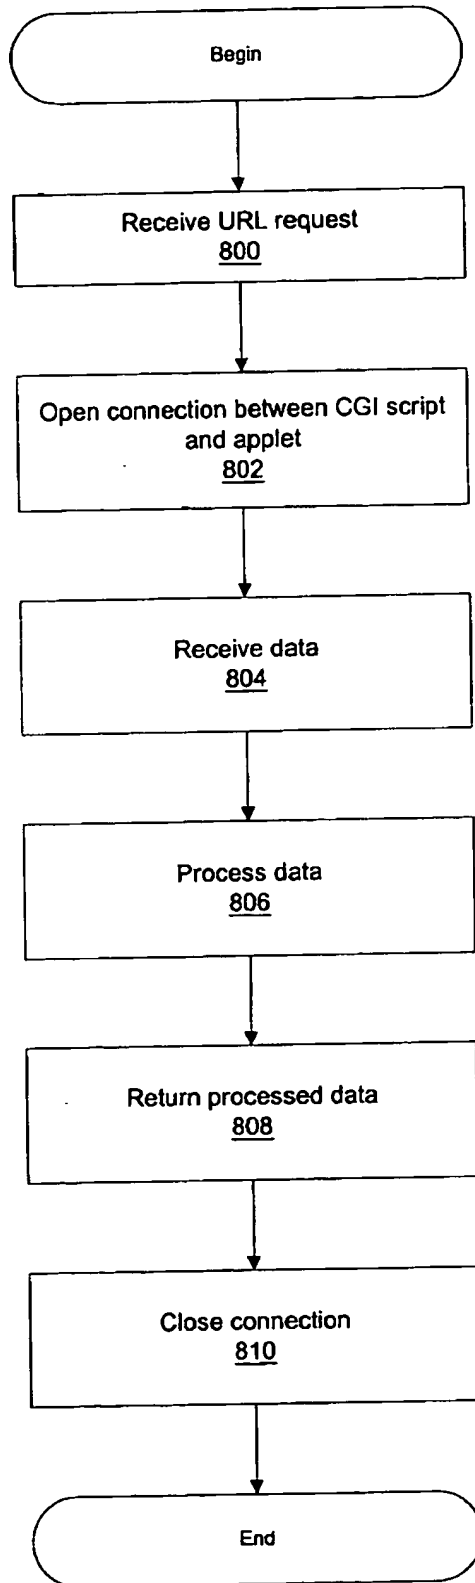 Begin
Receive URL request
800
Open connection between CGI script
and applet
802
Receive data
804
Process data
806
Return processed data
808
Close connection
810
End